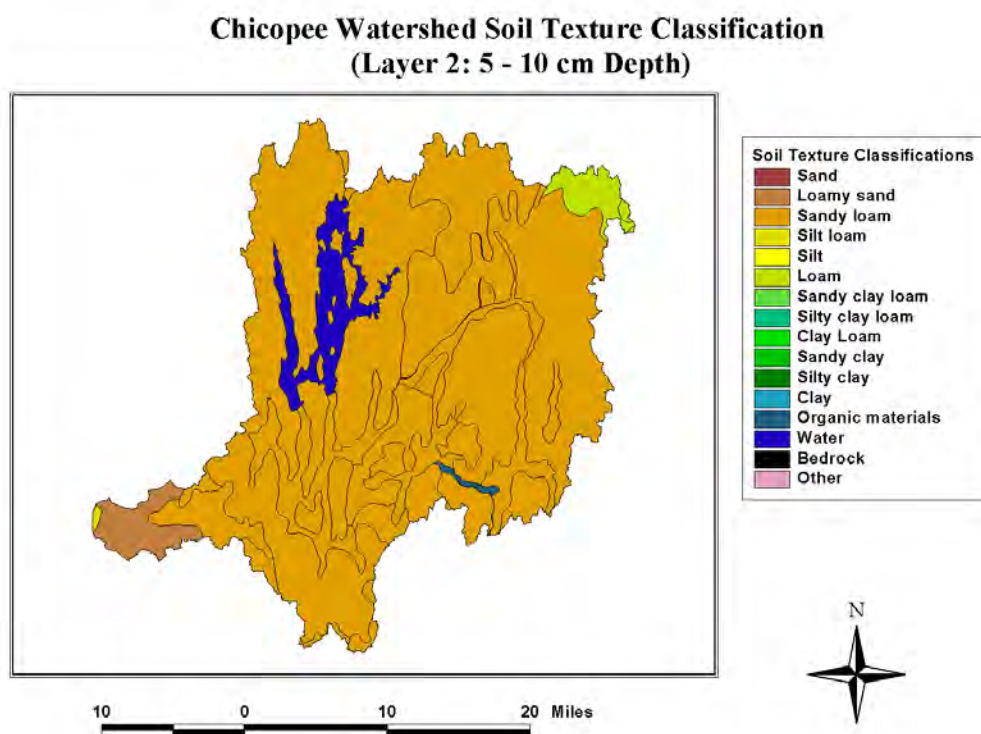 Chicopee Watershed Soil Texture Classification
(Layer 2: 5 - 10 cm Depth)
Soil Texture Classifications
Sand
Loamy sand
Sandy loam
Silt loam
Silt
Loam
Sandy clay loam
Silty clay loam
Clay Loam
Sandy clay
Silty clay
Clay
Organic materials
Water
Bedrock
Other
N
10 0 10 20 Miles